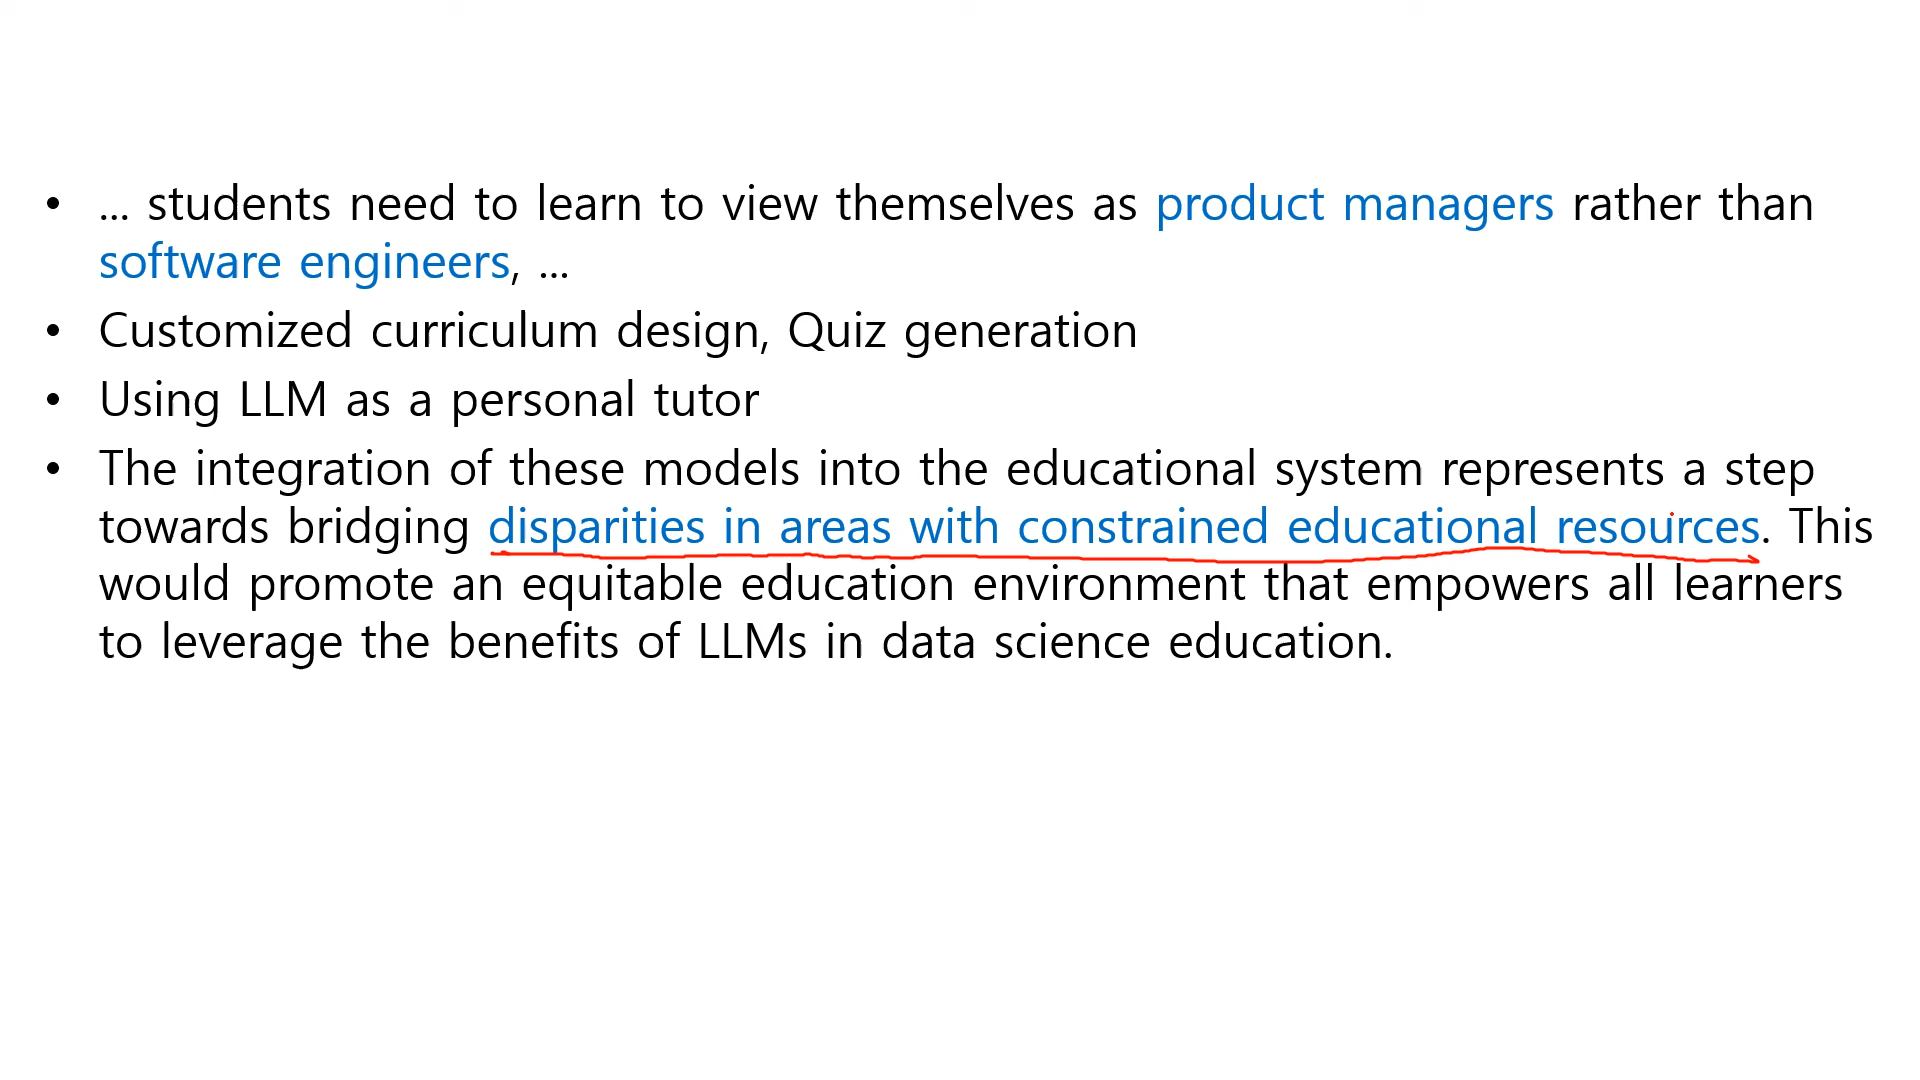 • ... students need to learn to view themselves as product managers rather than
software engineers, ...
• Customized curriculum design, Quiz generation
• Using LLM as a personal tutor
• The integration of these models into the educational system represents a step
towards bridging disparities in areas with constrained educational resources. This
would promote an equitable education environment that empowers all learners
to leverage the benefits of LLMs in data science education.